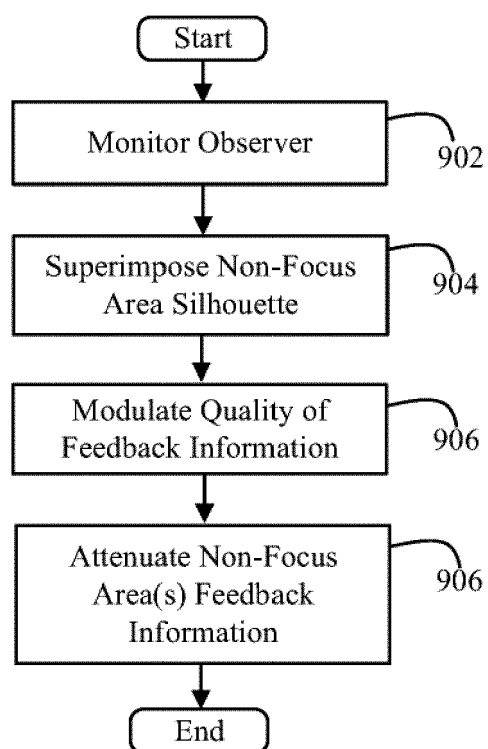 Start
Monitor Observer
902
Superimpose Non-Focus
Area Silhouette
904
Modulate Quality of
Feedback Information
906
Attenuate Non-Focus
Area(s) Feedback
Information
906
End